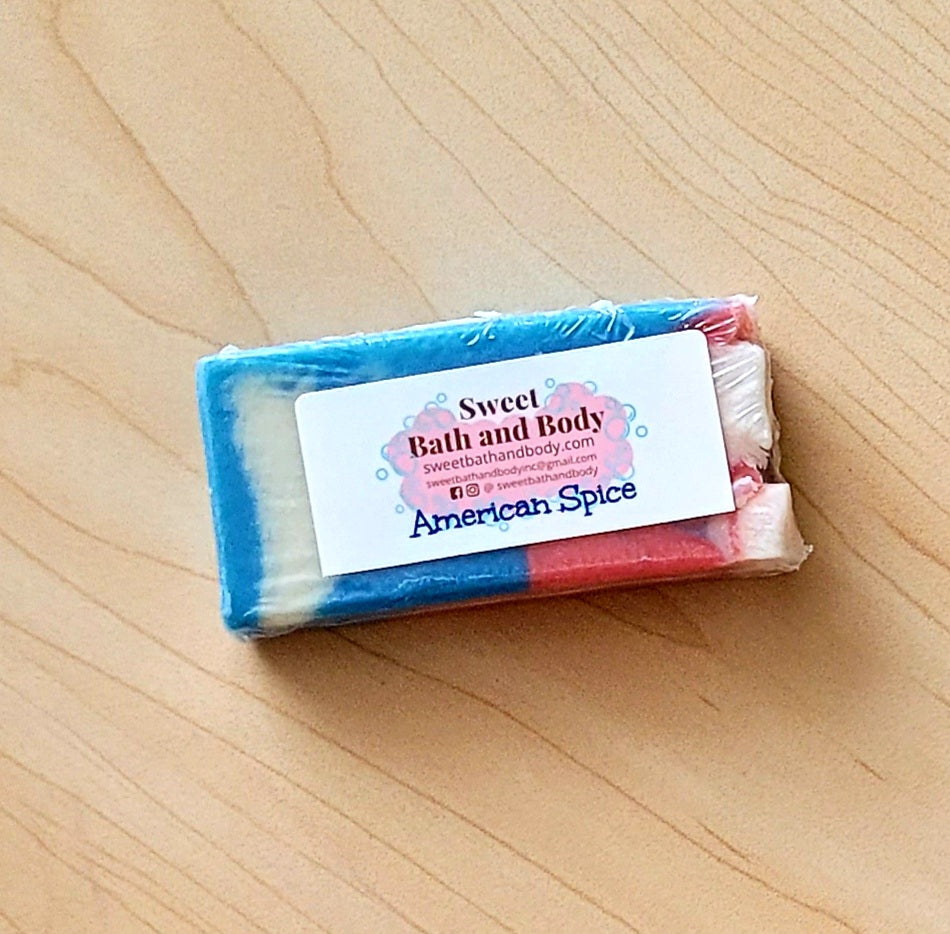 Sweet
Bath and Body
sweetbathandbody.com
sweetbathandbodyinc@gmail.com
@ sweetbathandbody
American Spice